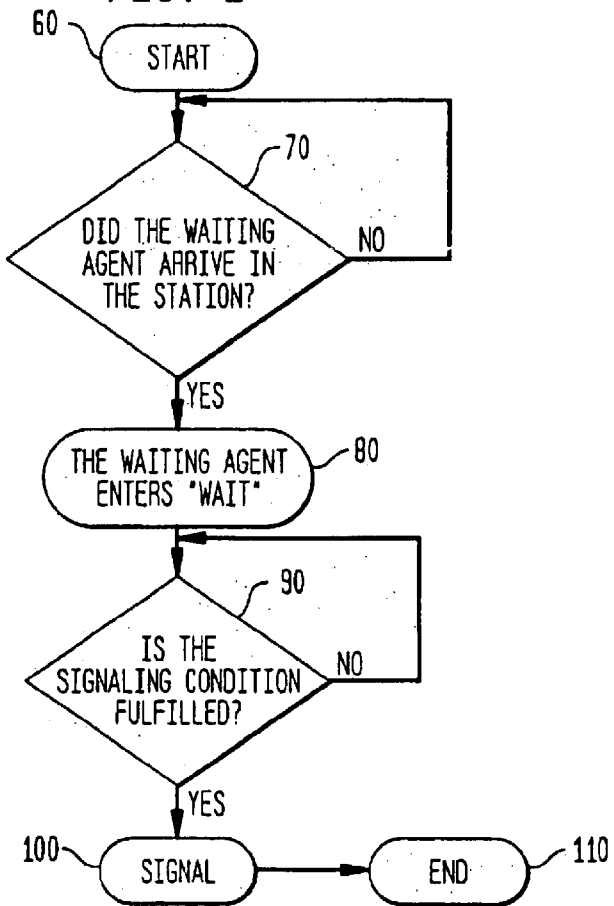 60
START
70
DID THE WAITING
AGENT ARRIVE IN
THE STATION?
NO
YES
THE WAITING AGENT
ENTERS "WAIT"
80
90
IS THE
SIGNALING CONDITION
FULFILLED?
NO
YES
100
SIGNAL
END
110